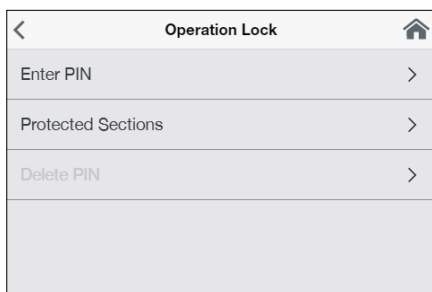 Operation Lock
Enter PIN
Protected Sections
Delete PIN